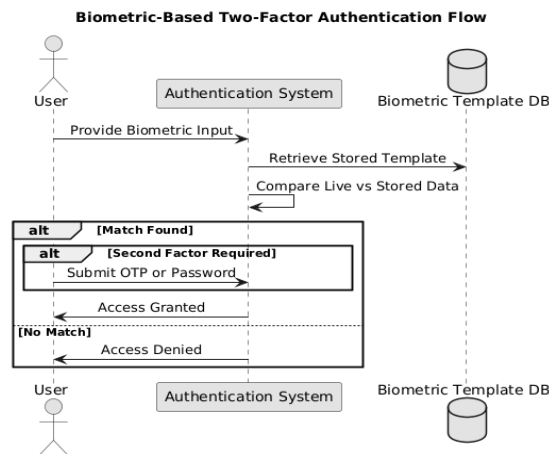 Biometric-Based Two-Factor Authentication Flow
User
Authentication System
Biometric Template DB
Provide Biometric Input
Retrieve Stored Template
Compare Live vs Stored Data
alt [Match Found]
alt [Second Factor Required]
Submit OTP or Password
Access Granted
[No Match]
Access Denied
User
Authentication System
Biometric Template DB